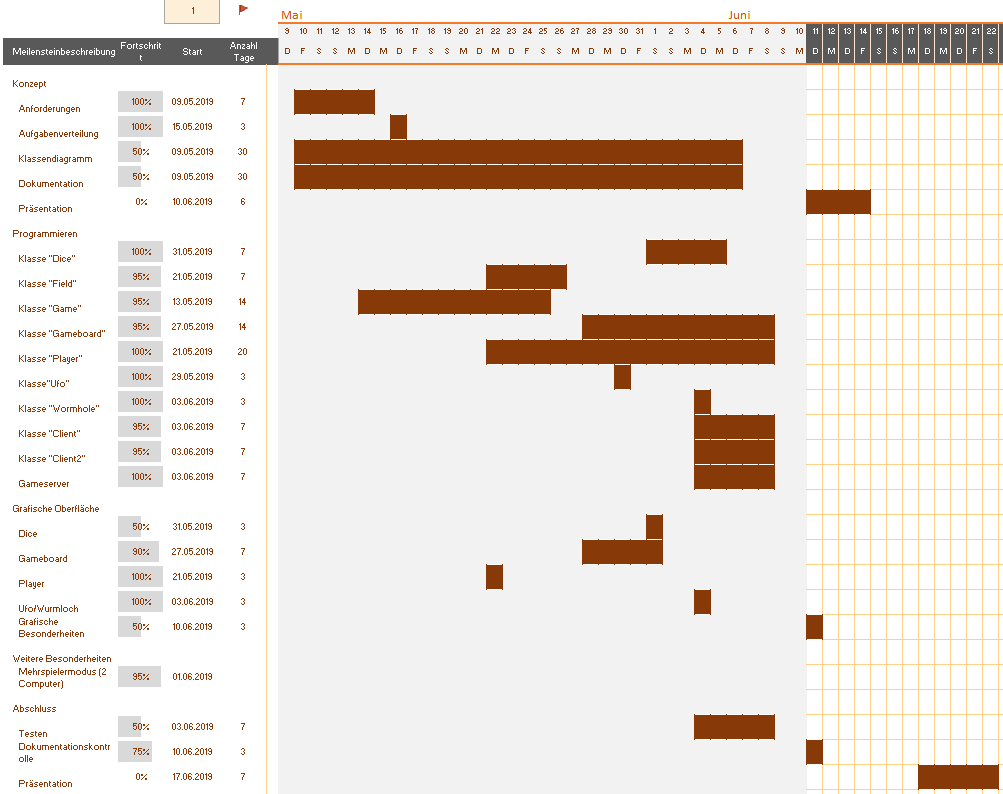 1
Mai Juni
9 10 11 12 13 14 15 16 17 18 19 20 21 22 23 24 25 26 27 28 29 30 31 1 2 3 4 5 6 7 8 9 10 11 12 13 14 15 16 17 18 19 20 21 22
Meilensteinbeschreibung Fortschrit Start Anzahl D F S S M D M D F S S M D M D F S S M D M D F S S M D M D F S S M D M D F S S M D M D F S
t Tage
Konzept
Anforderungen 100% 09.05.2019 7
Aufgabenverteilung 100% 15.05.2019 3
Klassendiagramm 50% 09.05.2019 30
Dokumentation 50% 09.05.2019 30
Präsentation 0% 10.06.2019 6
Programmieren
Klasse "Dice" 100% 31.05.2019 7
Klasse "Field" 95% 21.05.2019 7
Klasse "Game" 95% 13.05.2019 14
Klasse "Gameboard" 95% 27.05.2019 14
Klasse "Player" 100% 21.05.2019 20
Klasse"Ufo" 100% 29.05.2019 3
Klasse "Wormhole" 100% 03.06.2019 3
Klasse "Client" 95% 03.06.2019 7
Klasse "Client2" 95% 03.06.2019 7
Gameserver 100% 03.06.2019 7
Grafische Oberfläche
Dice 50% 31.05.2019 3
Gameboard 90% 27.05.2019 7
Player 100% 21.05.2019 3
Ufo/Wurmloch 100% 03.06.2019 3
Grafische
Besonderheiten 50% 10.06.2019 3
Weitere Besonderheiten
Mehrspielermodus (2
Computer) 95% 01.06.2019
Abschluss
Testen 50% 03.06.2019 7
Dokumentationskontr
olle 75% 10.06.2019 3
Präsentation 0% 17.06.2019 7